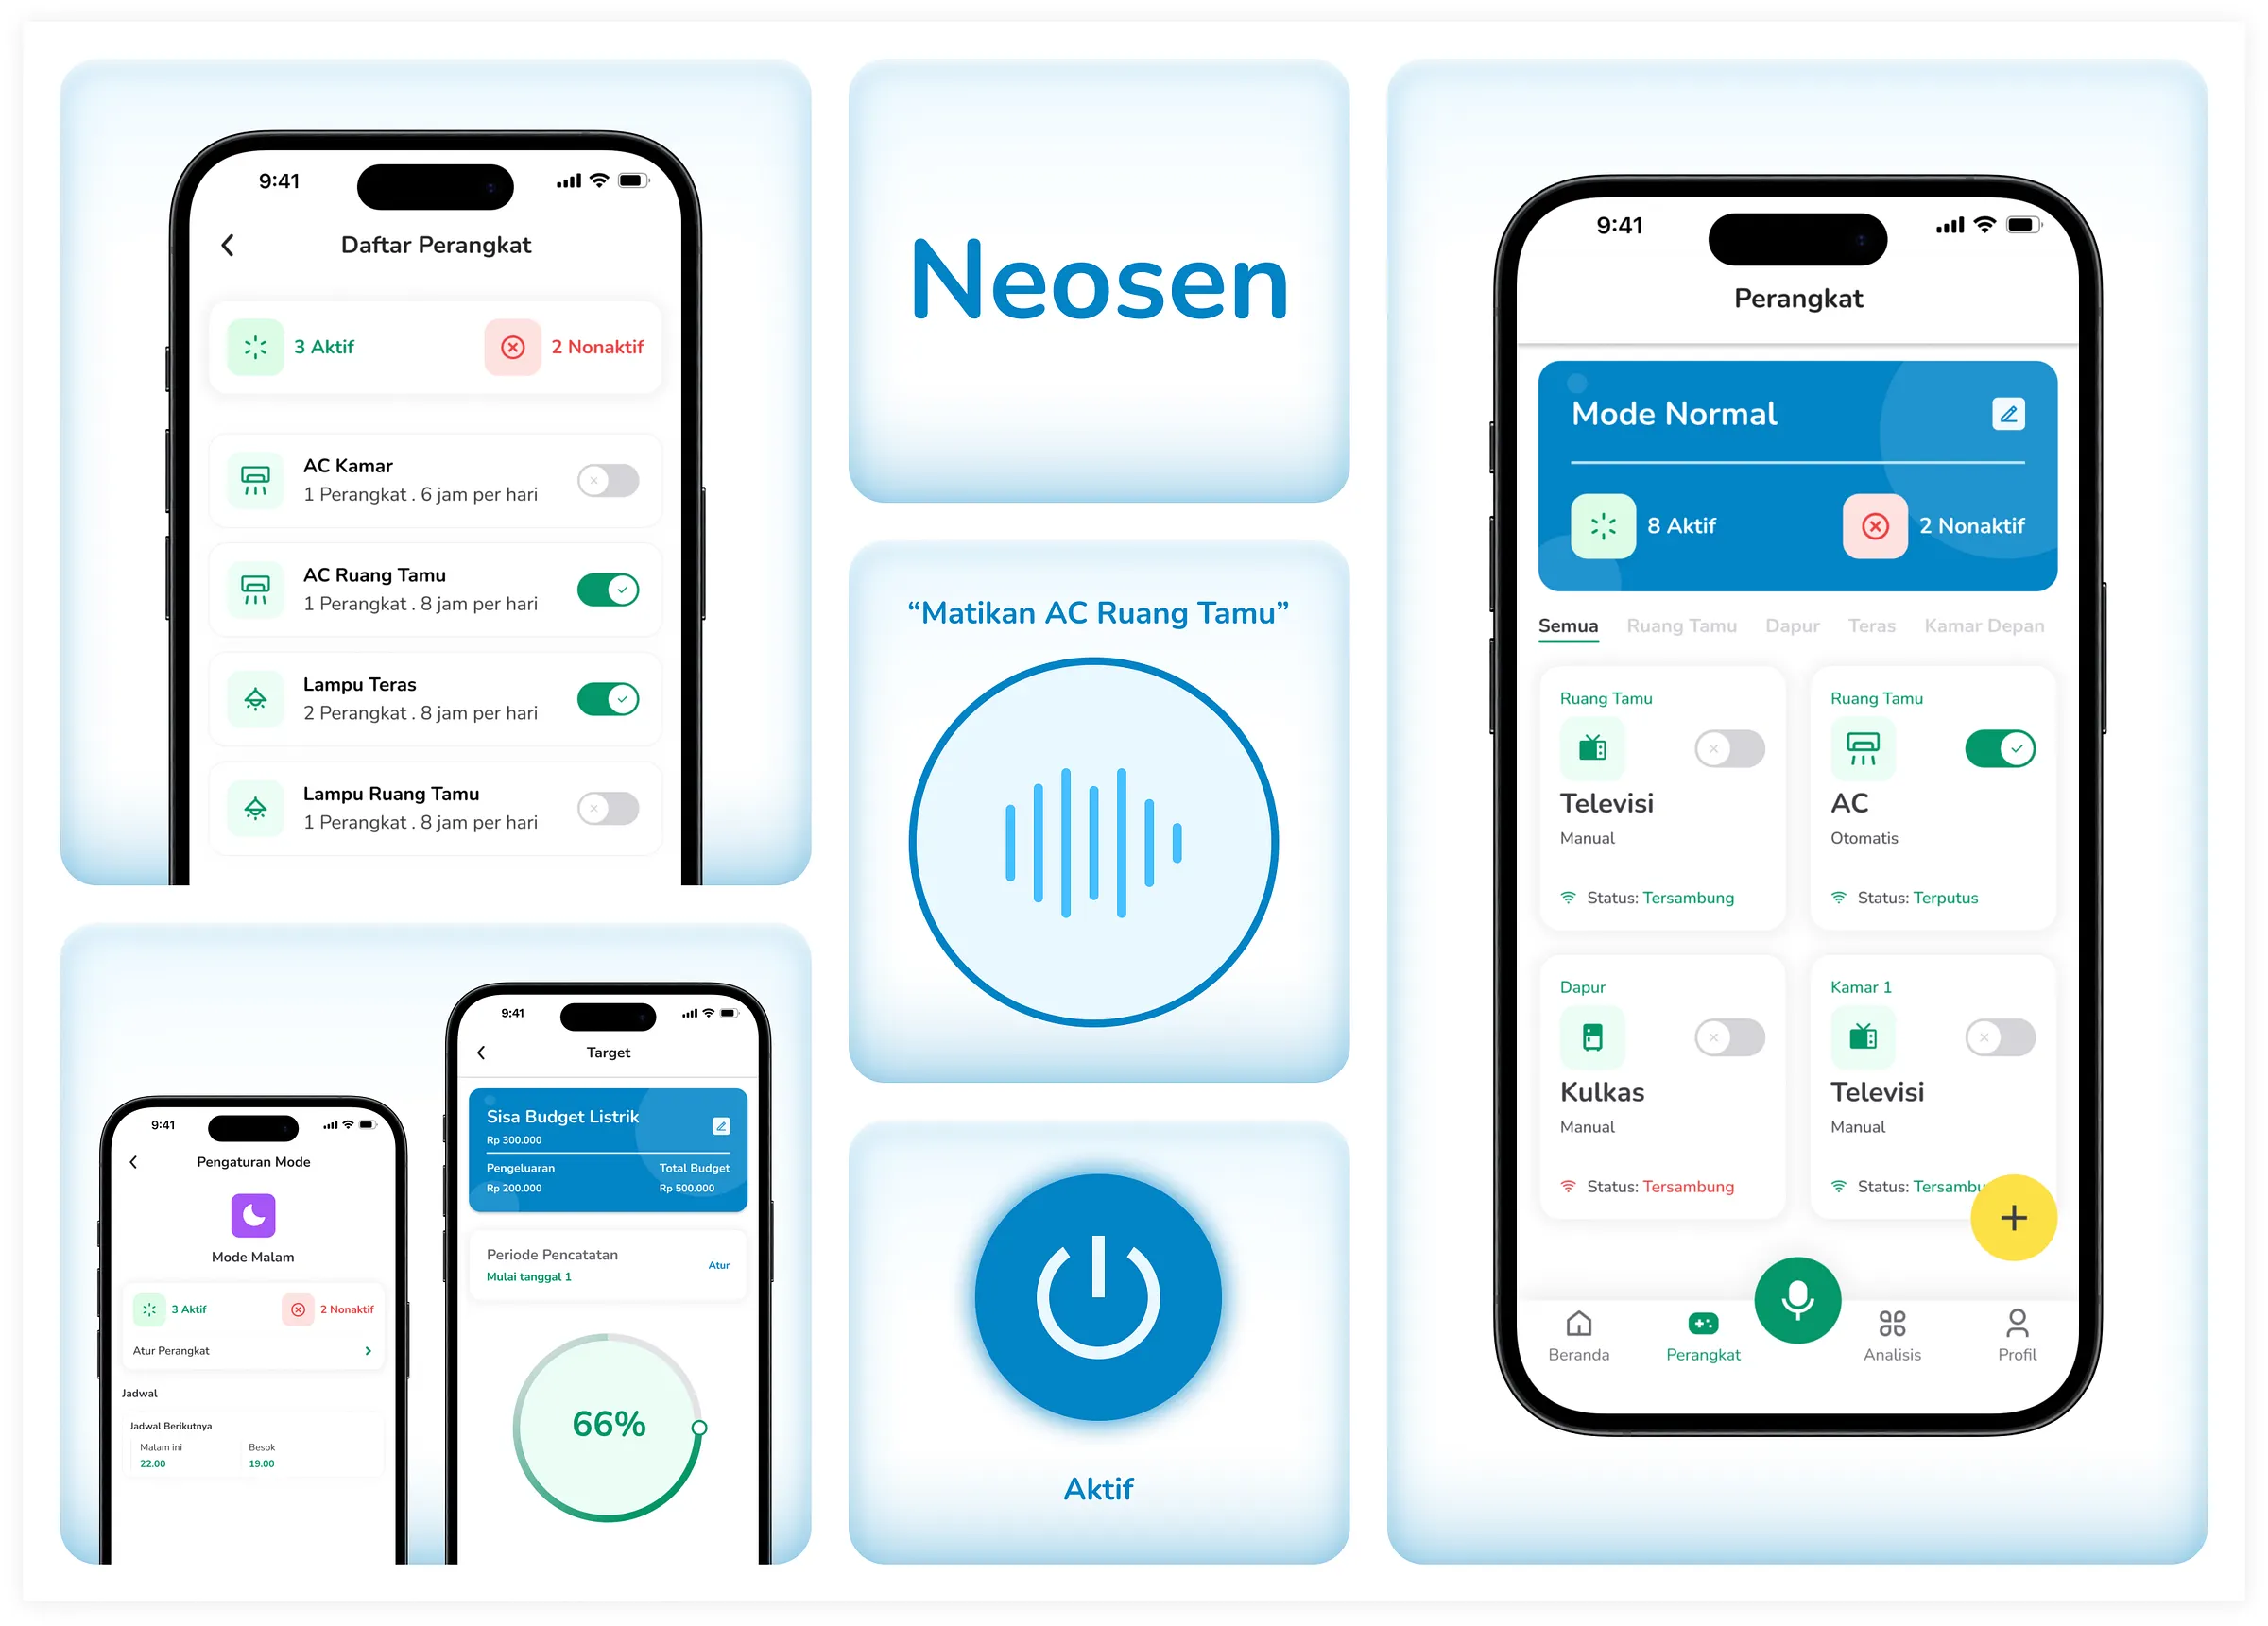 9:41
Daftar Perangkat
3 Aktif
2 Nonaktif
AC Kamar
1 Perangkat . 6 jam per hari
AC Ruang Tamu
1 Perangkat . 8 jam per hari
Lampu Teras
2 Perangkat . 8 jam per hari
Lampu Ruang Tamu
1 Perangkat . 8 jam per hari
9:41
Pengaturan Mode
Mode Malam
3 Aktif
2 Nonaktif
Atur Perangkat
Jadwal
Jadwal Berikutnya
Malam ini
Besok
22.00
19.00
9:41
Target
Sisa Budget Listrik
Rp 300.000
Pengeluaran
Total Budget
Rp 200.000
Rp 500.000
Periode Pencatatan
Mulai tanggal 1
Atur
66%
Neosen
“Matikan AC Ruang Tamu”
Aktif
9:41
Perangkat
Mode Normal
8 Aktif
2 Nonaktif
Semua
Ruang Tamu
Dapur
Teras
Kamar Depan
Ruang Tamu
Televisi
Manual
Status: Tersambung
Ruang Tamu
AC
Otomatis
Status: Terputus
Dapur
Kulkas
Manual
Status: Tersambung
Kamar 1
Televisi
Manual
Status: Tersambu
Beranda
Perangkat
Analisis
Profil